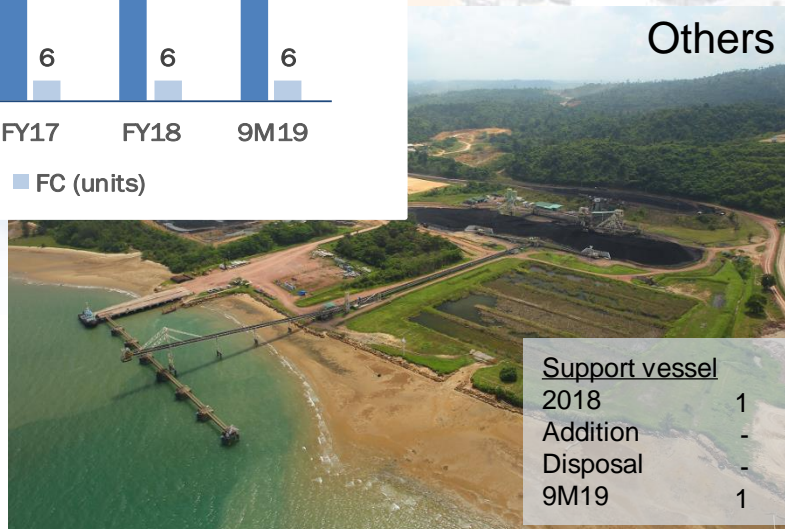 Others
6 6 6
FY17 FY18 9M19
FC (units)
Support vessel
2018 1
Addition -
Disposal -
9M19 1